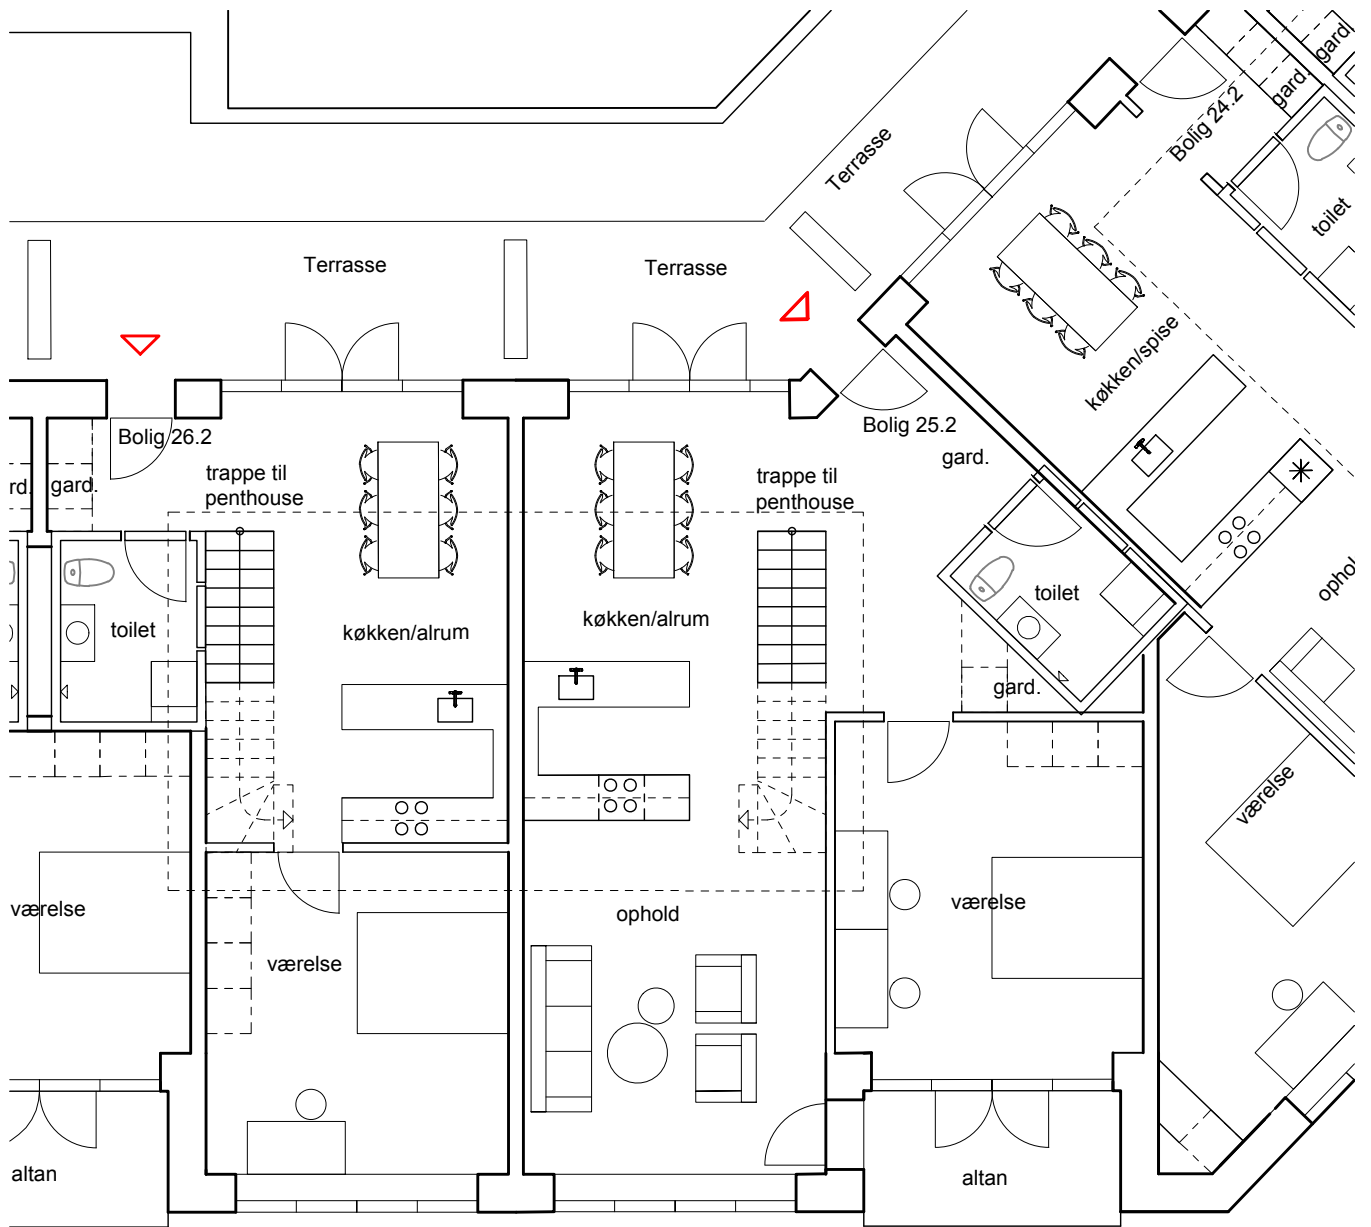 gard.
gard.
Bolig 24.2
toilet
Terrasse
Terrasse
Terrasse
køkken/spise
Bolig 26.2
Bolig 25.2
rd.
gard.
trappe til
penthouse
trappe til
penthouse
gard.
toilet
køkken/alrum
køkken/alrum
toilet
ophol
gard.
værelse
værelse
værelse
ophold
værelse
altan
altan